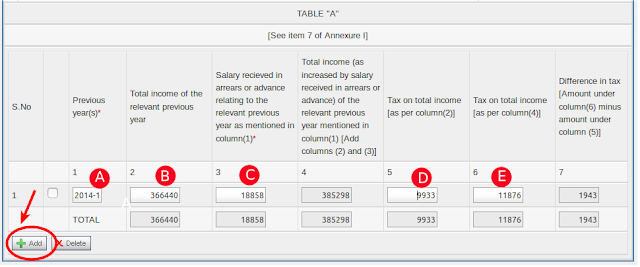 TABLE "A"
[See item 7 of Annexure I]
S.No
Previous year(s)*
Total income of the relevant previous year
Salary recieved in arrears or advance relating to the relevant previous year as mentioned in column(1)*
Total income (as increased by salary received in arrears or advance) of the relevant previous year mentioned in column(1) [Add columns (2) and (3)]
Tax on total income [as per column(2)]
Tax on total income [as per column(4)]
Difference in tax [Amount under column(6) minus amount under column (5)]
1 A 2 B 3 C 4 5 D 6 E 7
1 2014-1 366440 18858 385298 9933 11876 1943
TOTAL 366440 18858 385298 9933 11876 1943
Add Delete